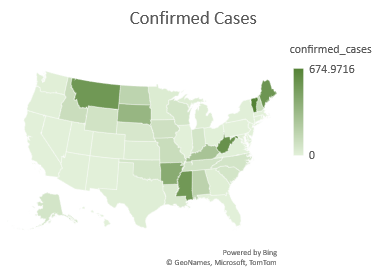 Confirmed Cases
confirmed_cases
674.9716
0
Powered by Bing
© GeoNames, Microsoft, TomTom